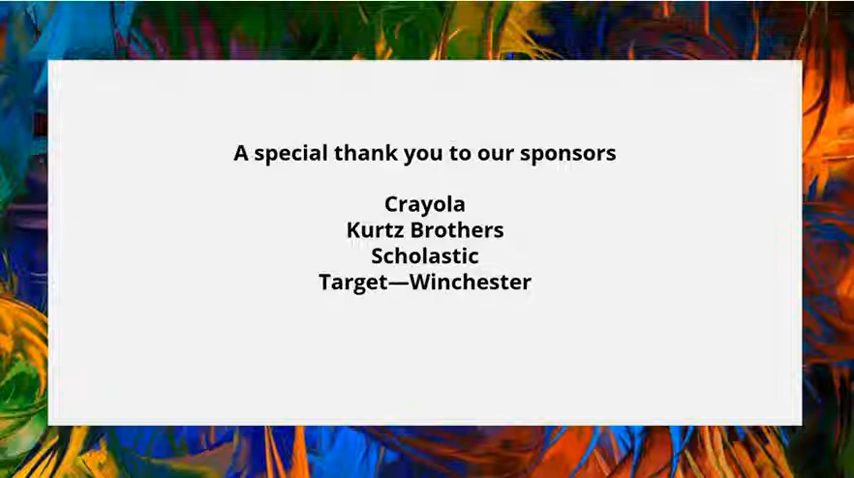 A special thank you to our sponsors
Crayola
Kurtz Brothers
Scholastic
Target—Winchester